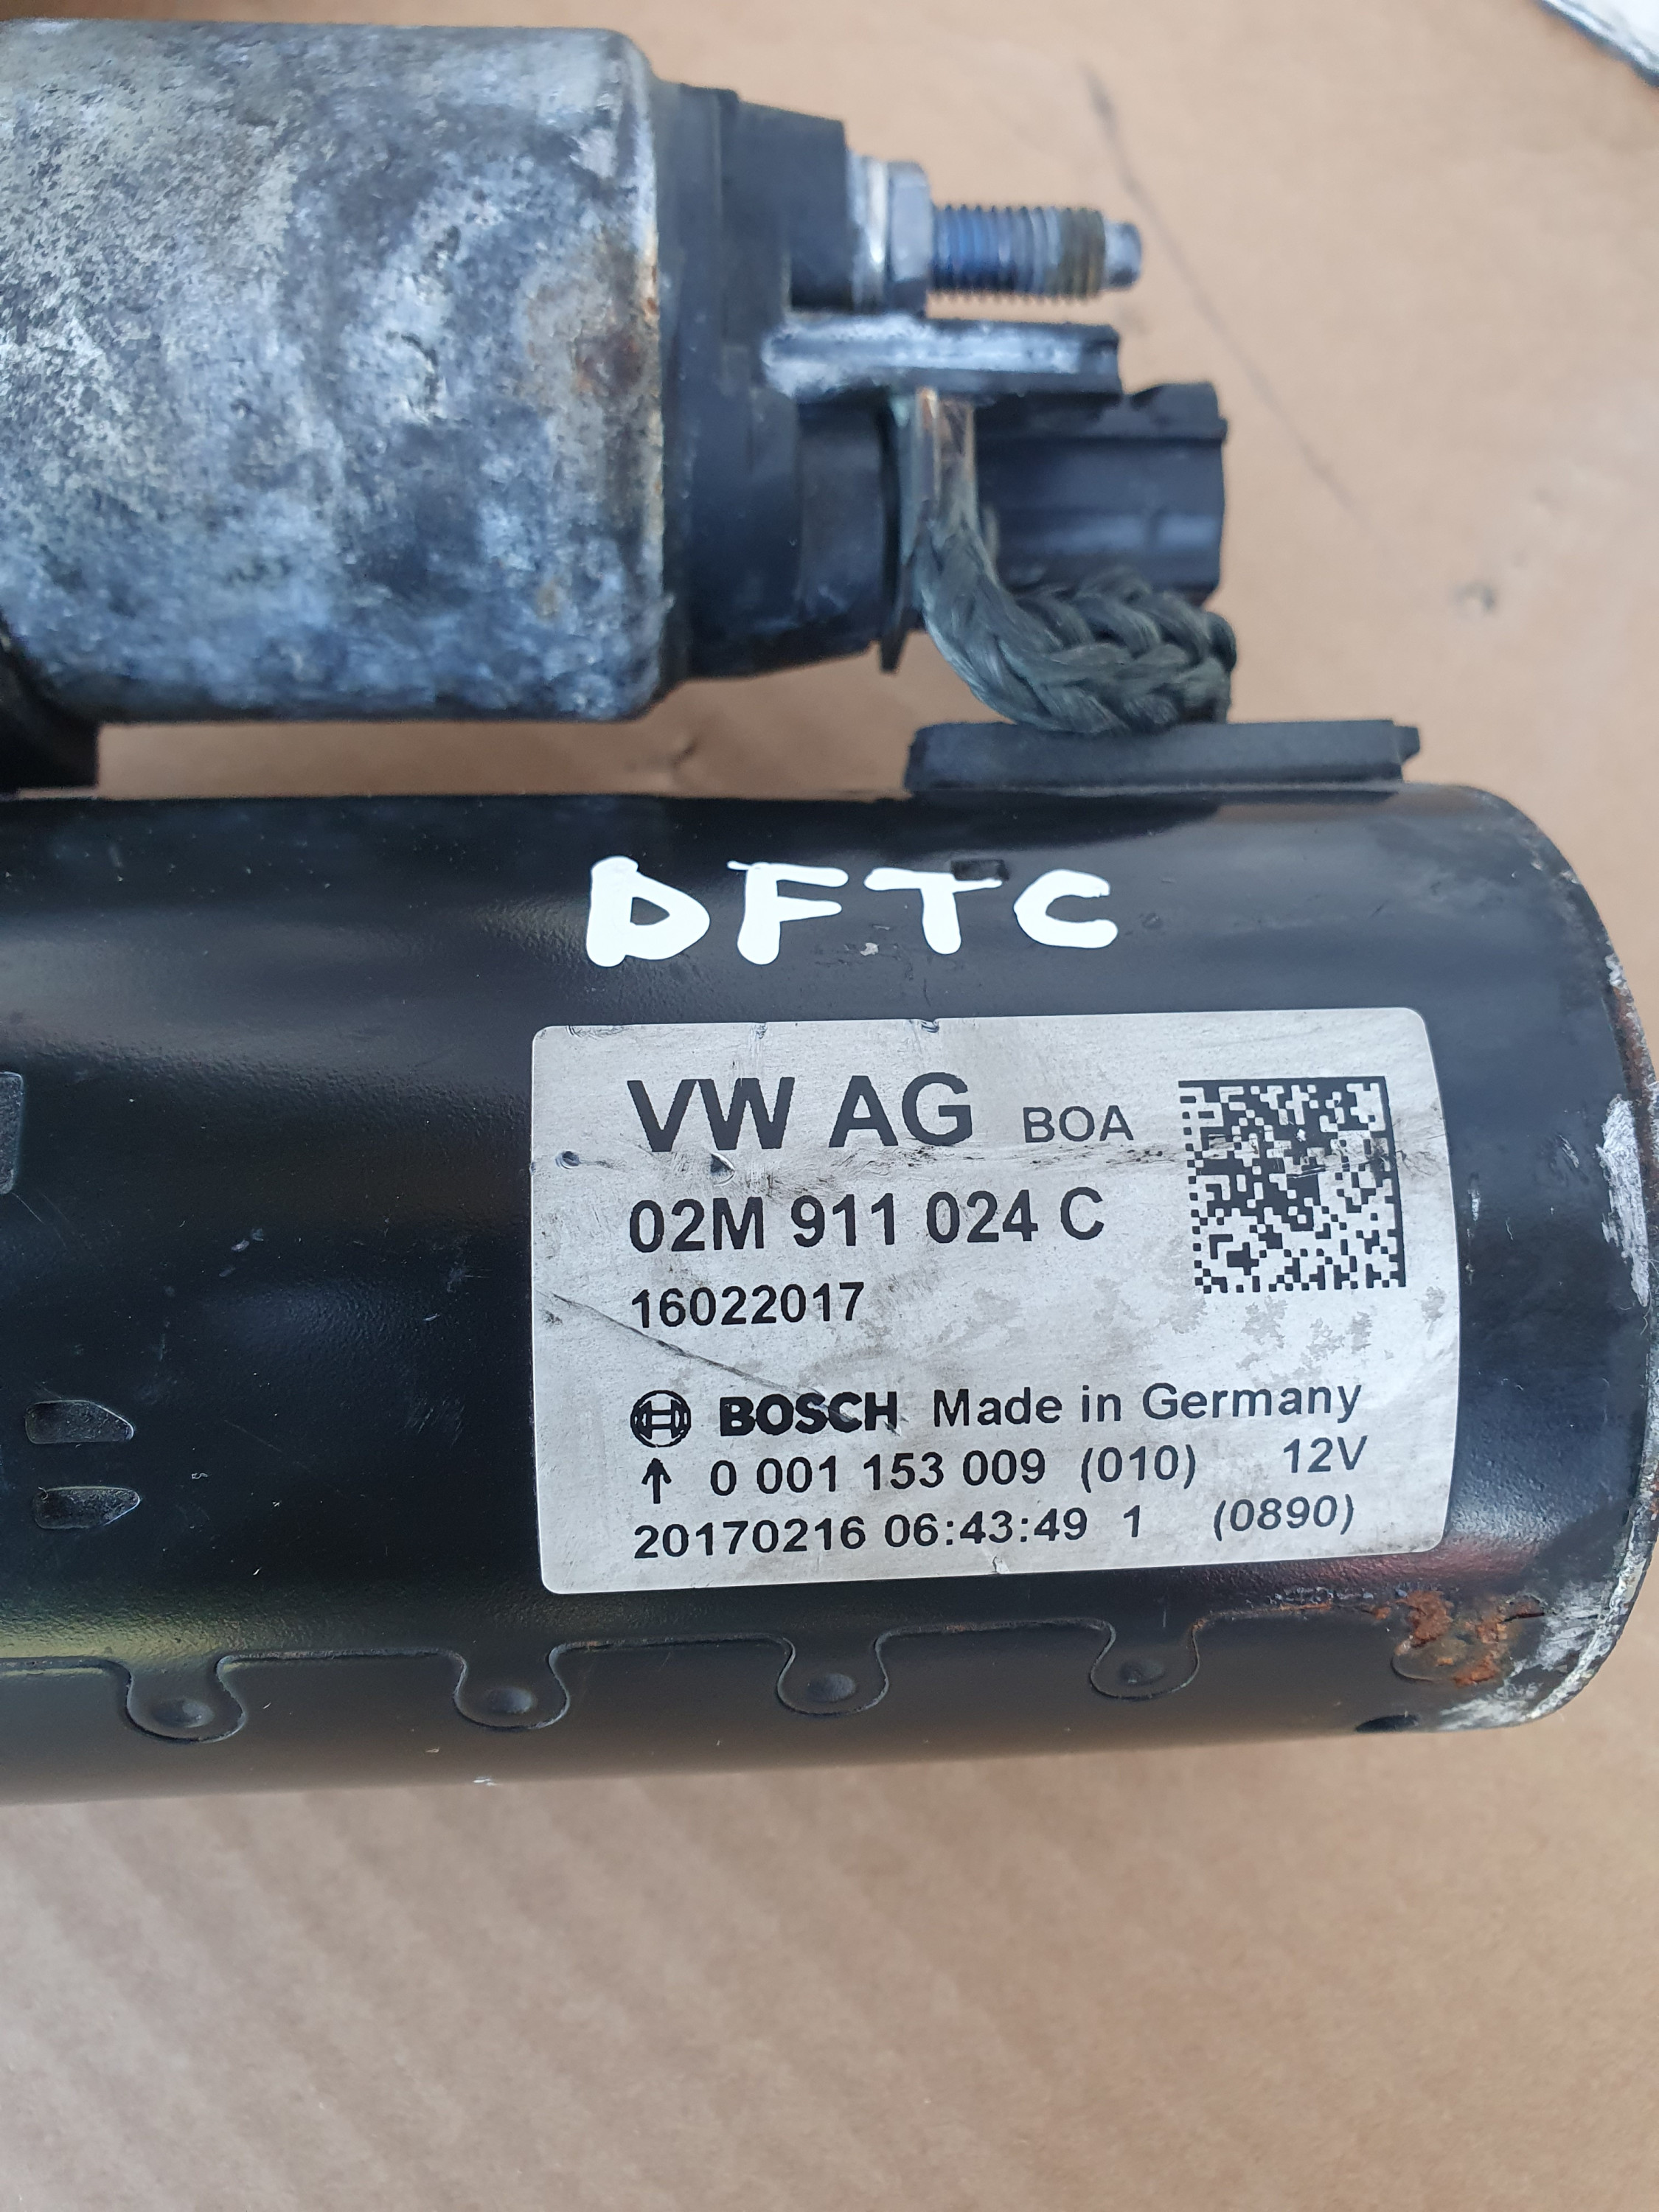 DFTC
VW AG BOA
02M 911 024 C
16022017
BOSCH Made in Germany
↑ 0 001 153 009 (010) 12V
20170216 06:43:49 1 (0890)